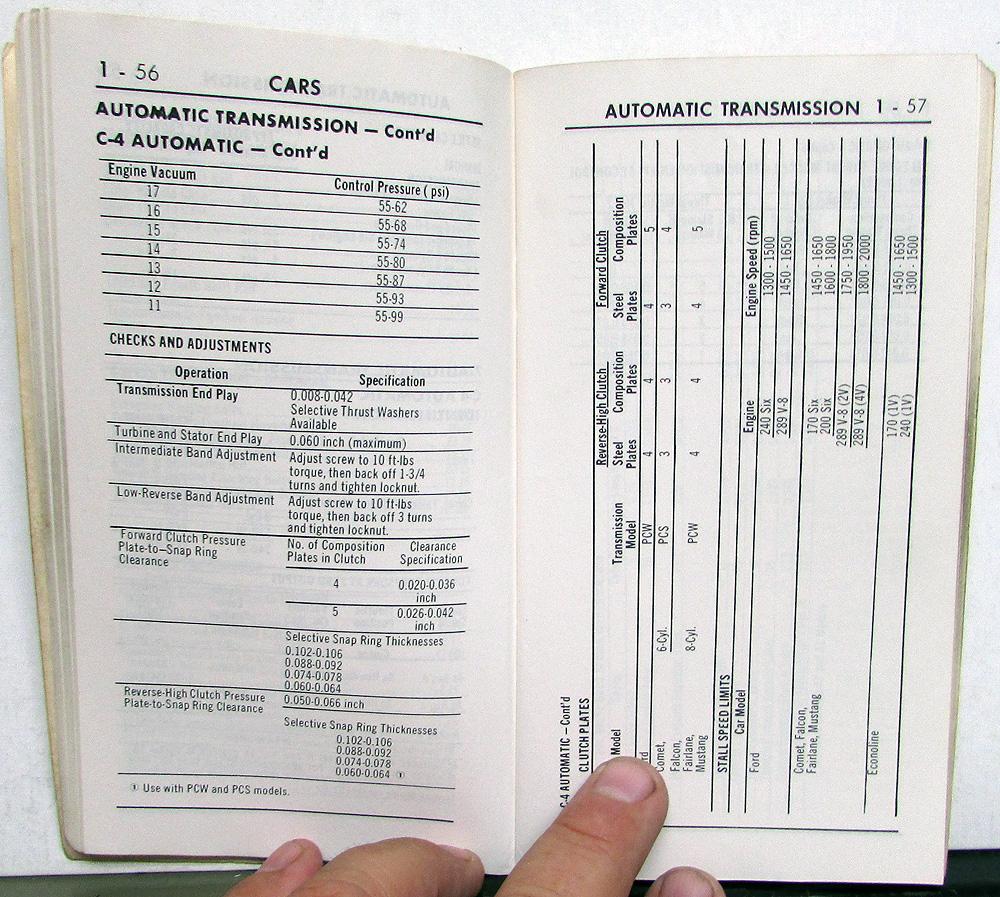 1 - 56 CARS
AUTOMATIC TRANSMISSION — Cont'd
C-4 AUTOMATIC — Cont'd
Engine Vacuum Control Pressure ( psi)
17 55-62
16 55-68
15 55-74
14 55-80
13 55-87
12 55-93
11 55-99
CHECKS AND ADJUSTMENTS
Operation Specification
Transmission End Play 0.008-0.042
Selective Thrust Washers
Available
Turbine and Stator End Play 0.060 inch (maximum)
Intermediate Band Adjustment Adjust screw to 10 ft-lbs
torque, then back off 1-3/4
turns and tighten locknut.
Low-Reverse Band Adjustment Adjust screw to 10 ft-lbs
torque, then back off 3 turns
and tighten locknut.
Forward Clutch Pressure No. of Composition Clearance
Plate-to-Snap Ring Plates in Clutch Specification
Clearance
4 0.020-0.036
inch
5 0.026-0.042
inch
Selective Snap Ring Thicknesses
0.102-0.106
0.088-0.092
0.074-0.078
0.060-0.064
Reverse-High Clutch Pressure 0.050-0.066 inch
Plate-to-Snap Ring Clearance
Selective Snap Ring Thicknesses
0.102-0.106
0.088-0.092
0.074-0.078
0.060-0.064 ①
① Use with PCW and PCS models.
AUTOMATIC TRANSMISSION 1 - 57
C-4 AUTOMATIC — Cont'd
CLUTCH PLATES
Reverse-High Clutch Forward Clutch
Transmission Steel Composition Steel Composition
Model Model Plates Plates Plates Plates
PCW 4 4 4 5
Comet, 6-Cyl. PCS 3 3 3 4
Falcon,
Fairlane, 8-Cyl. PCW 4 4 4 5
Mustang
STALL SPEED LIMITS
Car Model Engine Engine Speed (rpm)
Ford 240 Six 1300 - 1500
289 V-8 1450 - 1650
Comet, Falcon, 170 Six 1450 - 1650
Fairlane, Mustang 200 Six 1600 - 1800
289 V-8 (2V) 1750 - 1950
289 V-8 (4V) 1800 - 2000
Econoline 170 (1V) 1450 - 1650
240 (1V) 1300 - 1500